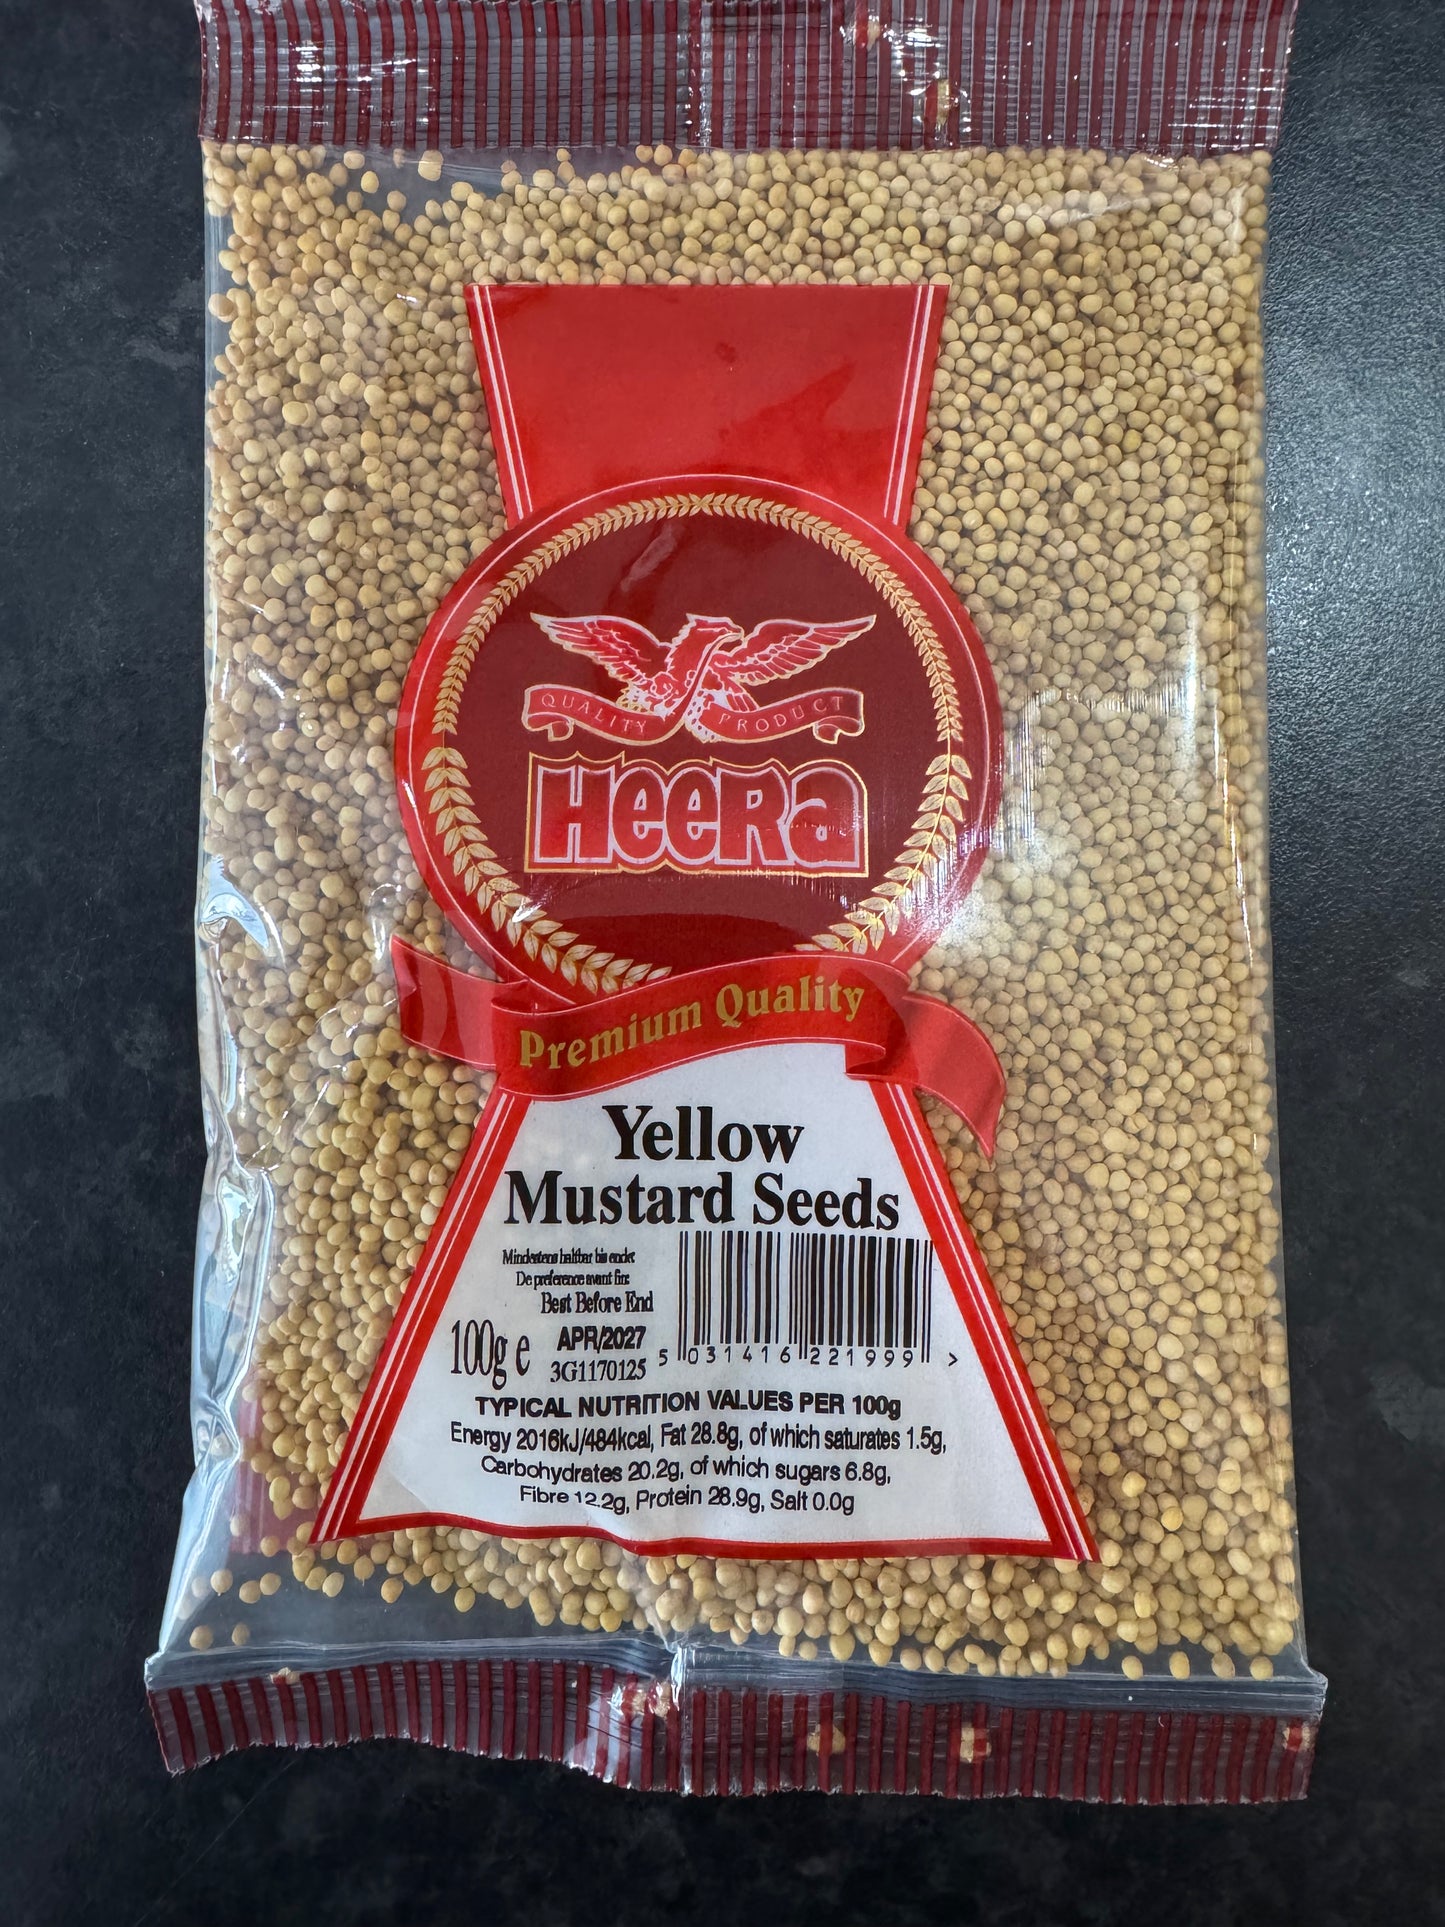 QUALITY PRODUCT
HEERa
Premium Quality
Yellow
Mustard Seeds
Mindestens haltbar bis ende:
De preference avant fin:
Best Before End
100g e
APR/2027
3G1170125
5 031416 221999 >
TYPICAL NUTRITION VALUES PER 100g
Energy 2016kJ/484kcal, Fat 28.8g, of which saturates 1.5g,
Carbohydrates 20.2g, of which sugars 6.8g,
Fibre 12.2g, Protein 28.9g, Salt 0.0g